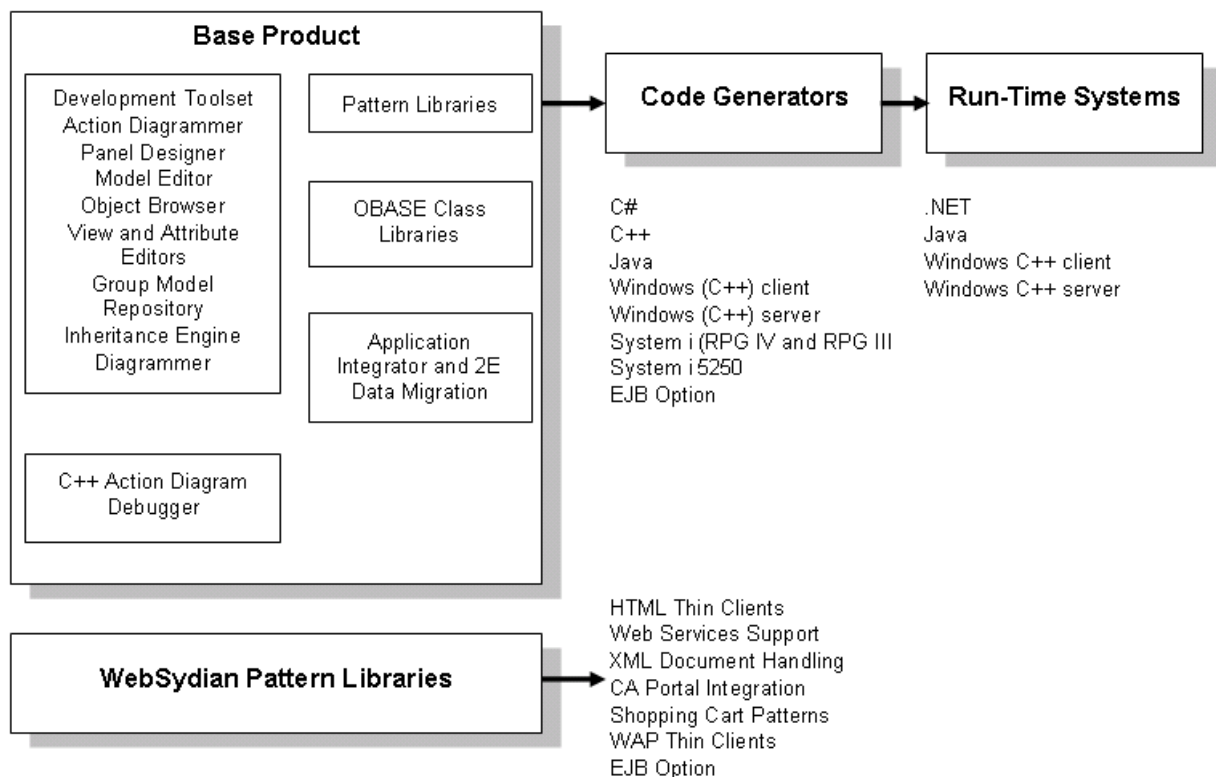 Base Product
Development Toolset
Action Diagrammer
Panel Designer
Model Editor
Object Browser
View and Attribute
Editors
Group Model
Repository
Inheritance Engine
Diagrammer
Pattern Libraries
OBASE Class
Libraries
Application
Integrator and 2E
Data Migration
C++ Action Diagram
Debugger
Code Generators
C#
C++
Java
Windows (C++) client
Windows (C++) server
System i (RPG IV and RPG III
System i 5250
EJB Option
Run-Time Systems
.NET
Java
Windows C++ client
Windows C++ server
WebSydian Pattern Libraries
HTML Thin Clients
Web Services Support
XML Document Handling
CA Portal Integration
Shopping Cart Patterns
WAP Thin Clients
EJB Option